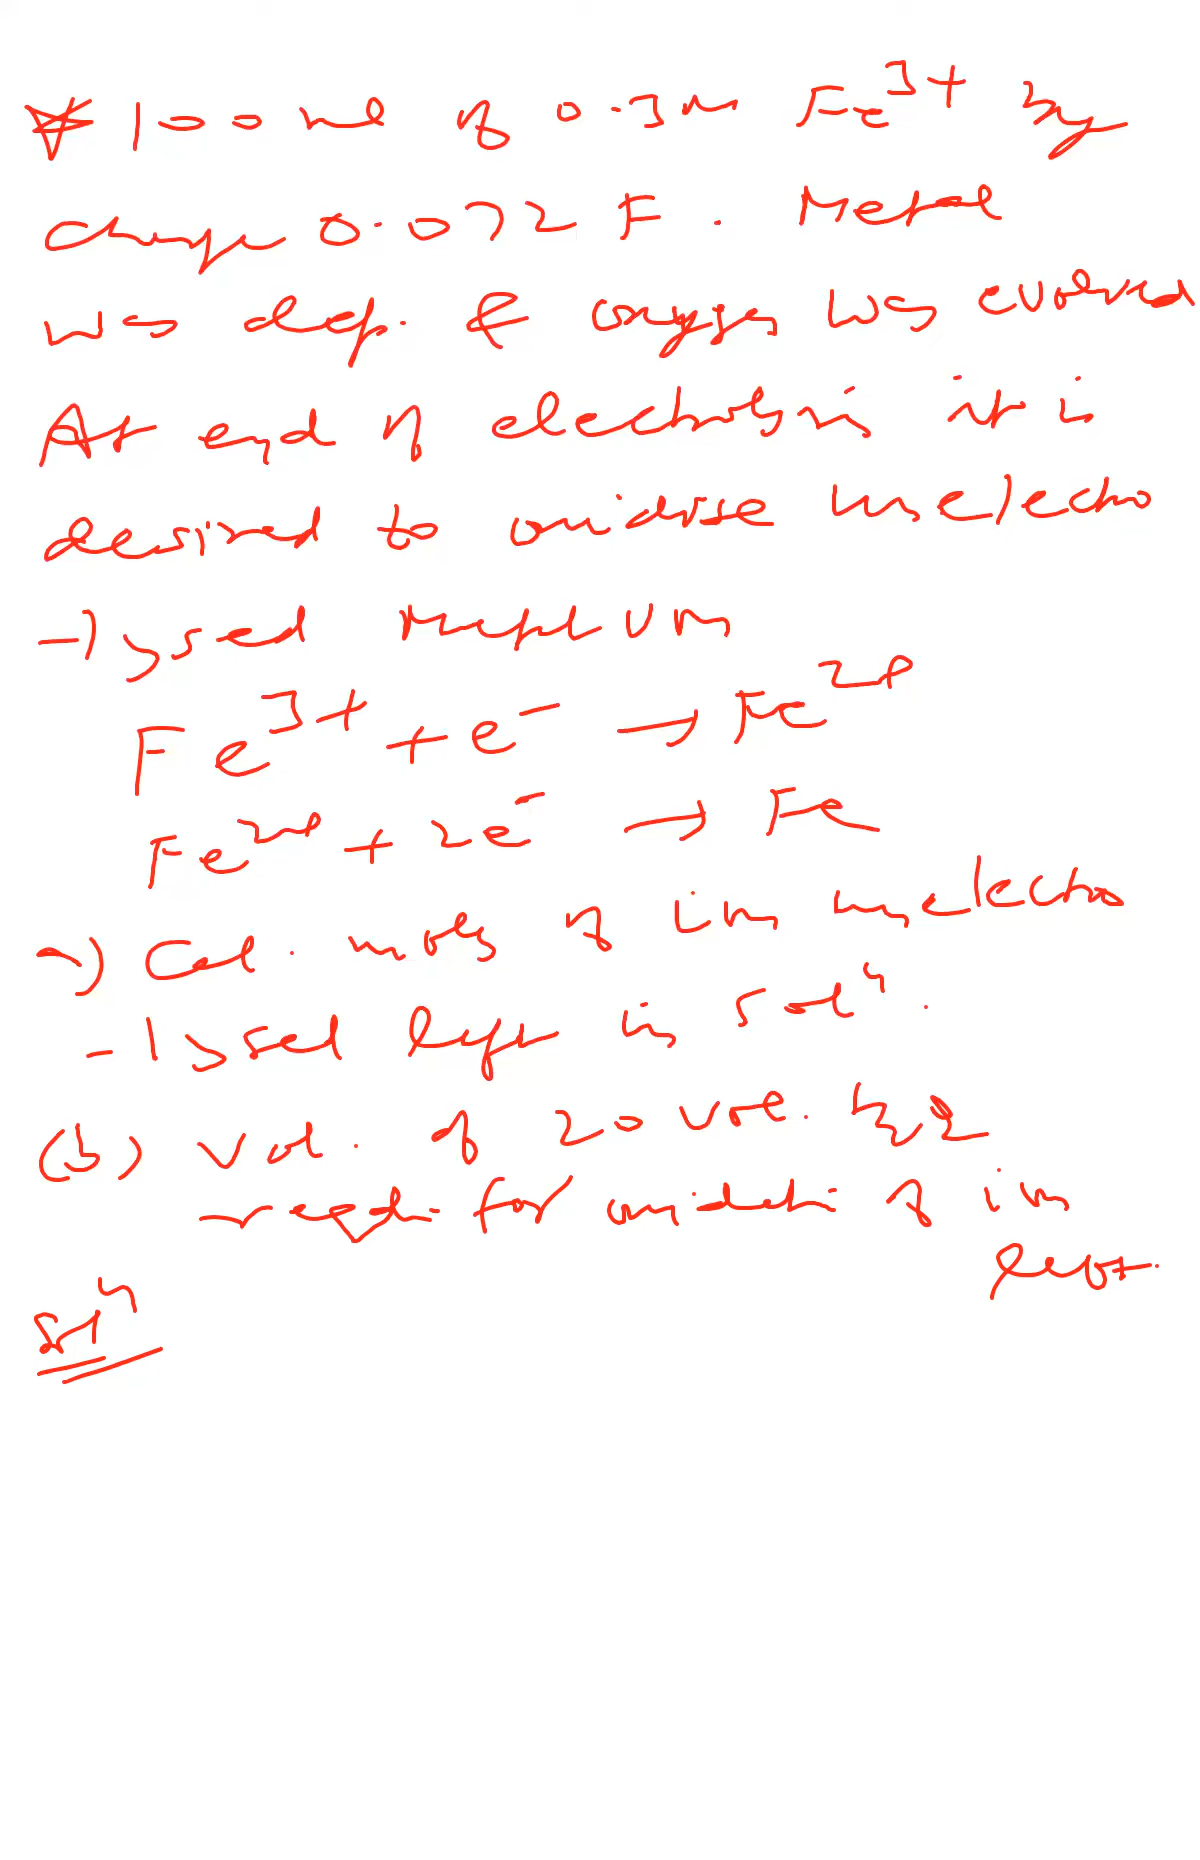 * 100 ml of 0.3 M Fe3+ by
charge 0.072 F. Metal
was dep. & oxygen was evolved
At end of electrolysis it is
desired to oxidise unelectro
-lysed Fe3+ + e- → Fe2+
Fe2+ + 2e- → Fe
a) Cal. moles of ion unelectro
-lysed left in soln.
(b) Vol. of 20 vol. H2O2
reqd. for oxidatn of ion
left.
Soln